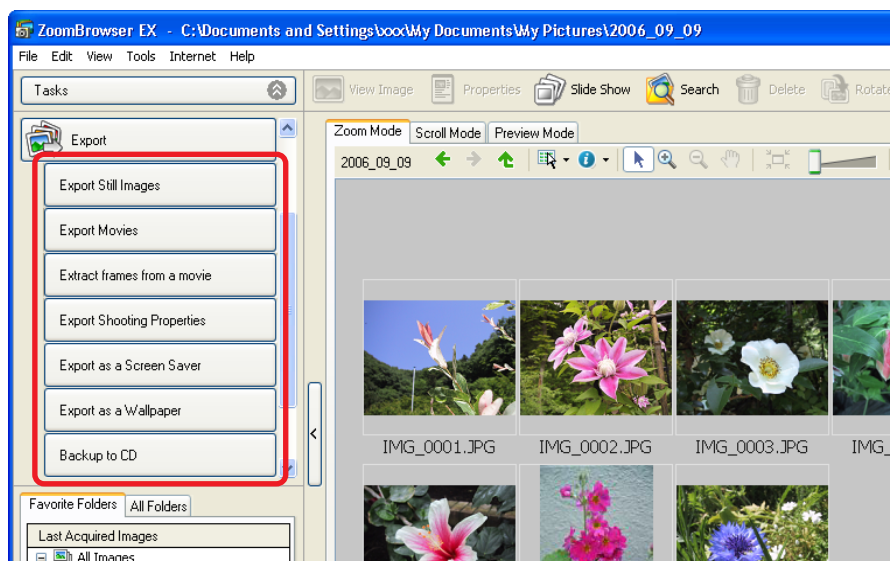 ZoomBrowser EX - C:\Documents and Settings\xxx\My Documents\My Pictures\2006_09_09
File Edit View Tools Internet Help
Tasks
View Image Properties Slide Show Search Delete Rotate
Export
Export Still Images
Export Movies
Extract frames from a movie
Export Shooting Properties
Export as a Screen Saver
Export as a Wallpaper
Backup to CD
Favorite Folders All Folders
Last Acquired Images
All Images
Zoom Mode Scroll Mode Preview Mode
2006_09_09
IMG_0001.JPG IMG_0002.JPG IMG_0003.JPG IMG_